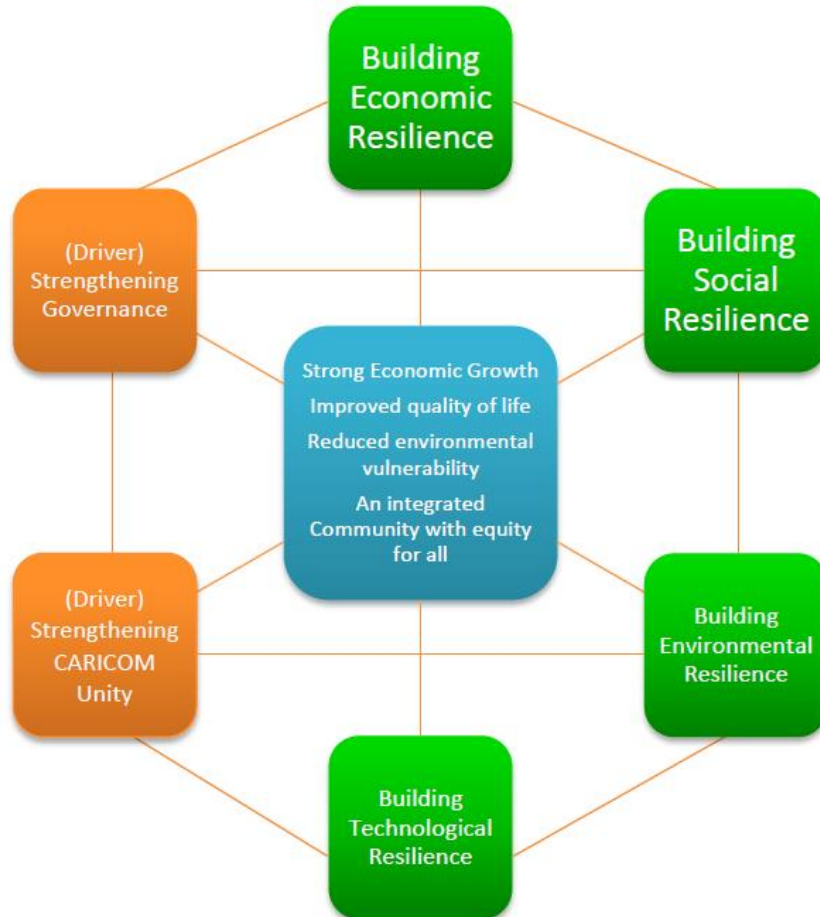 Building
Economic
Resilience
(Driver)
Strengthening
Governance
Building
Social
Resilience
Strong Economic Growth
Improved quality of life
Reduced environmental
vulnerability
An integrated
Community with equity
for all
(Driver)
Strengthening
CARICOM
Unity
Building
Environmental
Resilience
Building
Technological
Resilience